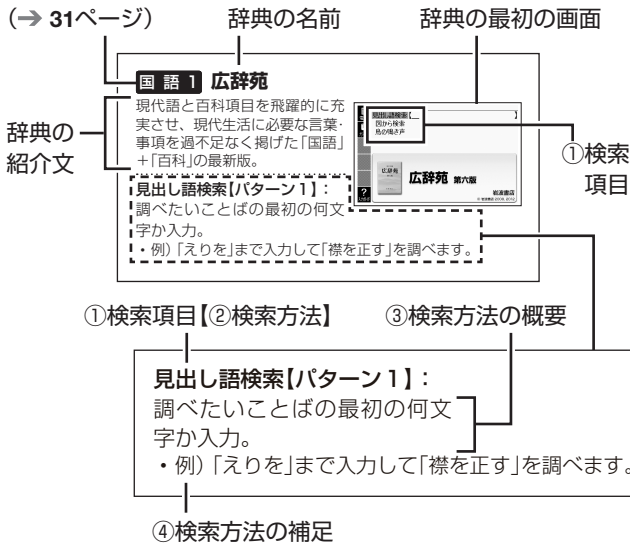 (→ 31ページ)
辞典の名前
辞典の最初の画面
国語1 広辞苑
現代語と百科項目を飛躍的に充
実させ、現代生活に必要な言葉・
事項を過不足なく掲げた「国語」
+「百科」の最新版。
見出し語検索【パターン1】:
調べたいことばの最初の何文
字か入力。
・例)「えりを」まで入力して「襟を正す」を調べます。
辞典の
紹介文
図から検索
鳥の鳴き声
広辞苑 第六版
岩波書店
?
①検索
項目
①検索項目【②検索方法】
③検索方法の概要
見出し語検索【パターン1】:
調べたいことばの最初の何文
字か入力。
・例)「えりを」まで入力して「襟を正す」を調べます。
④検索方法の補足